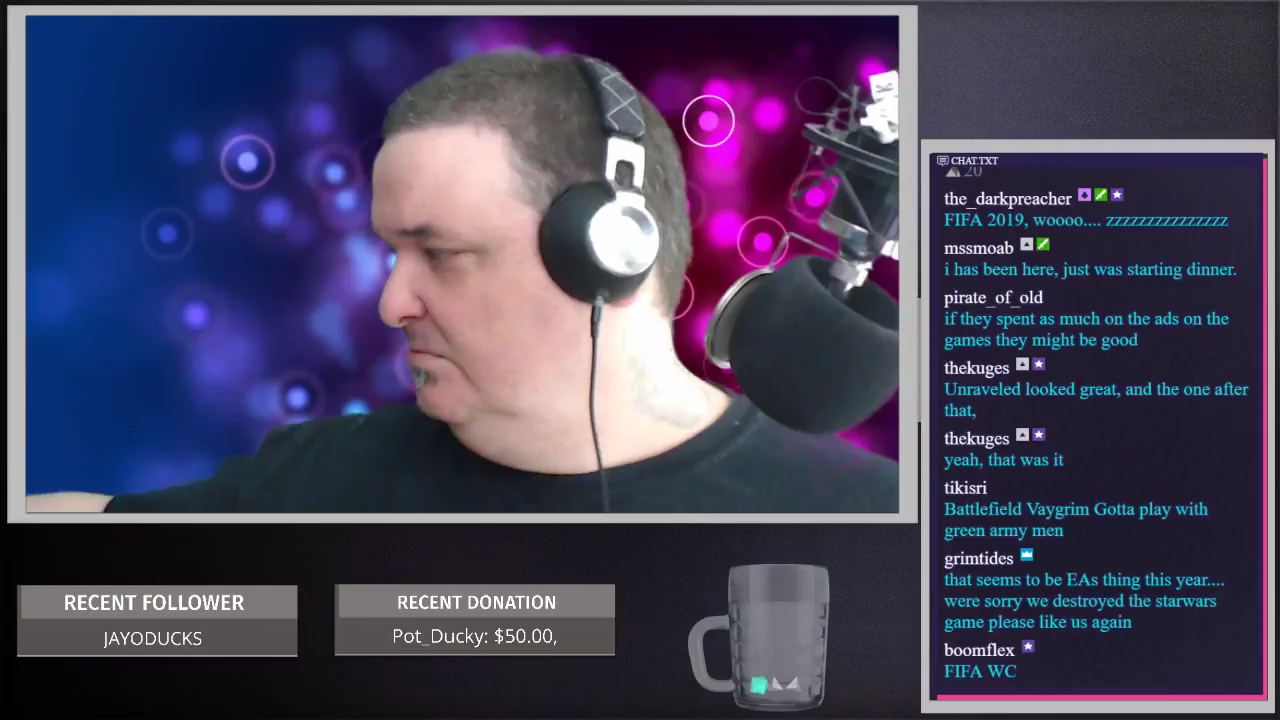 CHAT.TXT
20
the_darkpreacher
FIFA 2019, woooo.... zzzzzzzzzzzzzzz
mssmoab
i has been here, just was starting dinner.
pirate_of_old
if they spent as much on the ads on the
games they might be good
thekuges
Unraveled looked great, and the one after
that,
thekuges
yeah, that was it
tikisri
Battlefield Vaygrim Gotta play with
green army men
grimtides
that seems to be EAs thing this year....
were sorry we destroyed the starwars
game please like us again
boomflex
FIFA WC
RECENT FOLLOWER
JAYODUCKS
RECENT DONATION
Pot_Ducky: $50.00,